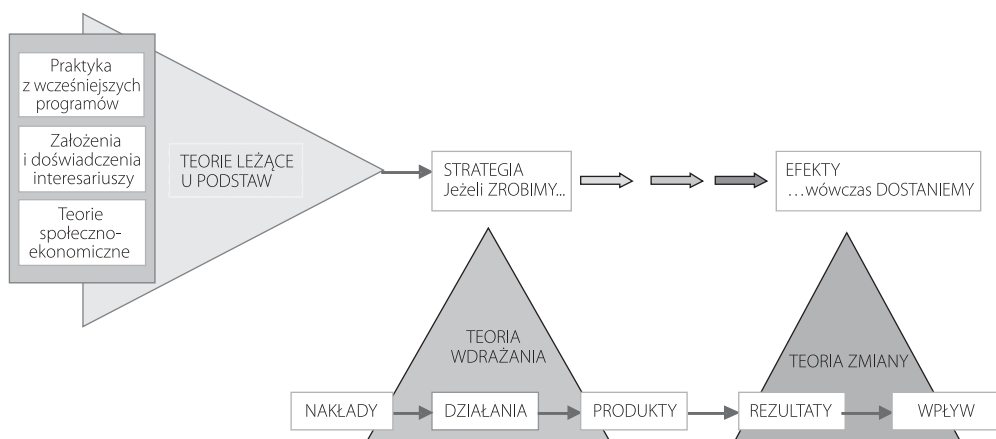 Praktyka
z wcześniejszych
programów
Założenia
i doświadczenia
interesariuszy
Teorie
społeczno-
ekonomiczne
TEORIE LEŻĄCE
U PODSTAW
STRATEGIA
Jeżeli ZROBIMY...
EFEKTY
...wówczas DOSTANIEMY
TEORIA
WDRAŻANIA
TEORIA ZMIANY
NAKŁADY
DZIAŁANIA
PRODUKTY
REZULTATY
WPŁYW